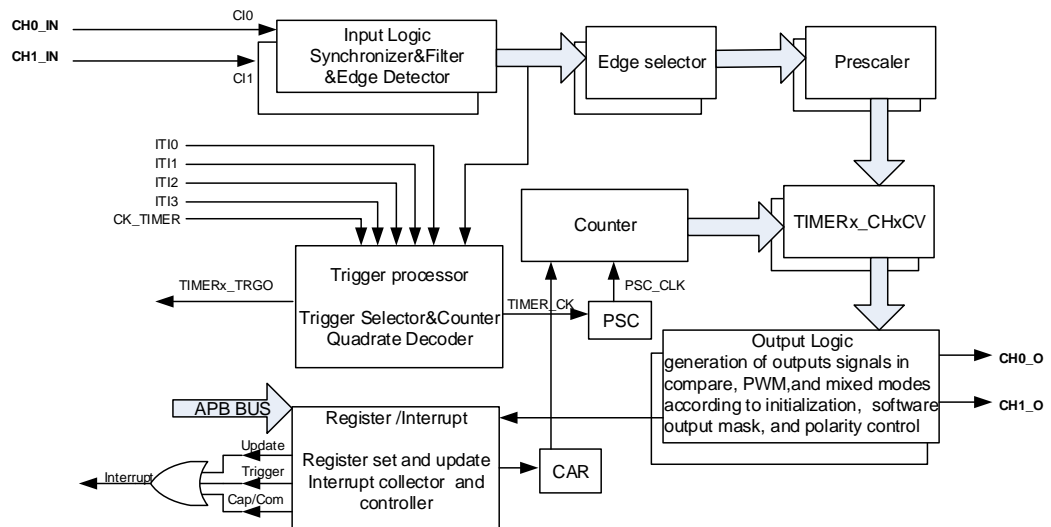 CH0_IN
CI0
CH1_IN
CI1
Input Logic
Synchronizer&Filter
&Edge Detector
Edge selector
Prescaler
ITI0
ITI1
ITI2
ITI3
CK_TIMER
Counter
TIMERx_CHxCV
Trigger processor
Trigger Selector&Counter
Quadrate Decoder
TIMERx_TRGO
TIMER_CK
PSC_CLK
PSC
Output Logic
generation of outputs signals in
compare, PWM,and mixed modes
according to initialization, software
output mask, and polarity control
CH0_O
CH1_O
APB BUS
Register /Interrupt
Register set and update
Interrupt collector and
controller
CAR
Update
Trigger
Cap/Com
Interrupt